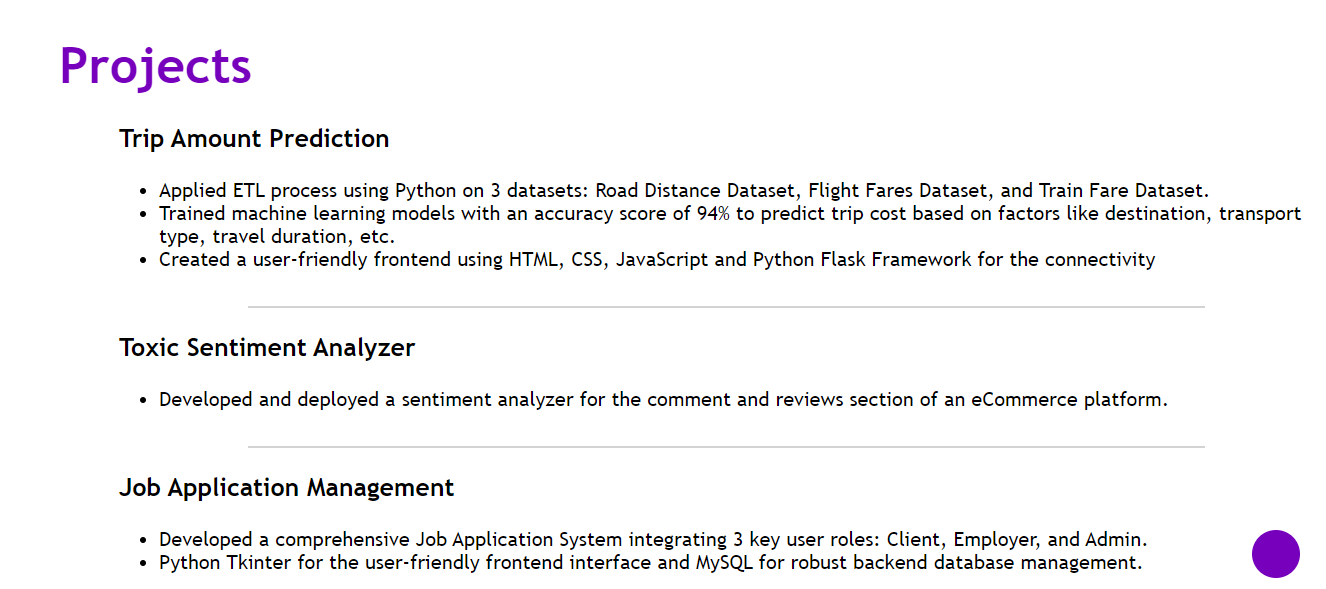 Projects
Trip Amount Prediction
• Applied ETL process using Python on 3 datasets: Road Distance Dataset, Flight Fares Dataset, and Train Fare Dataset.
• Trained machine learning models with an accuracy score of 94% to predict trip cost based on factors like destination, transport
type, travel duration, etc.
• Created a user-friendly frontend using HTML, CSS, JavaScript and Python Flask Framework for the connectivity
Toxic Sentiment Analyzer
• Developed and deployed a sentiment analyzer for the comment and reviews section of an eCommerce platform.
Job Application Management
• Developed a comprehensive Job Application System integrating 3 key user roles: Client, Employer, and Admin.
• Python Tkinter for the user-friendly frontend interface and MySQL for robust backend database management.